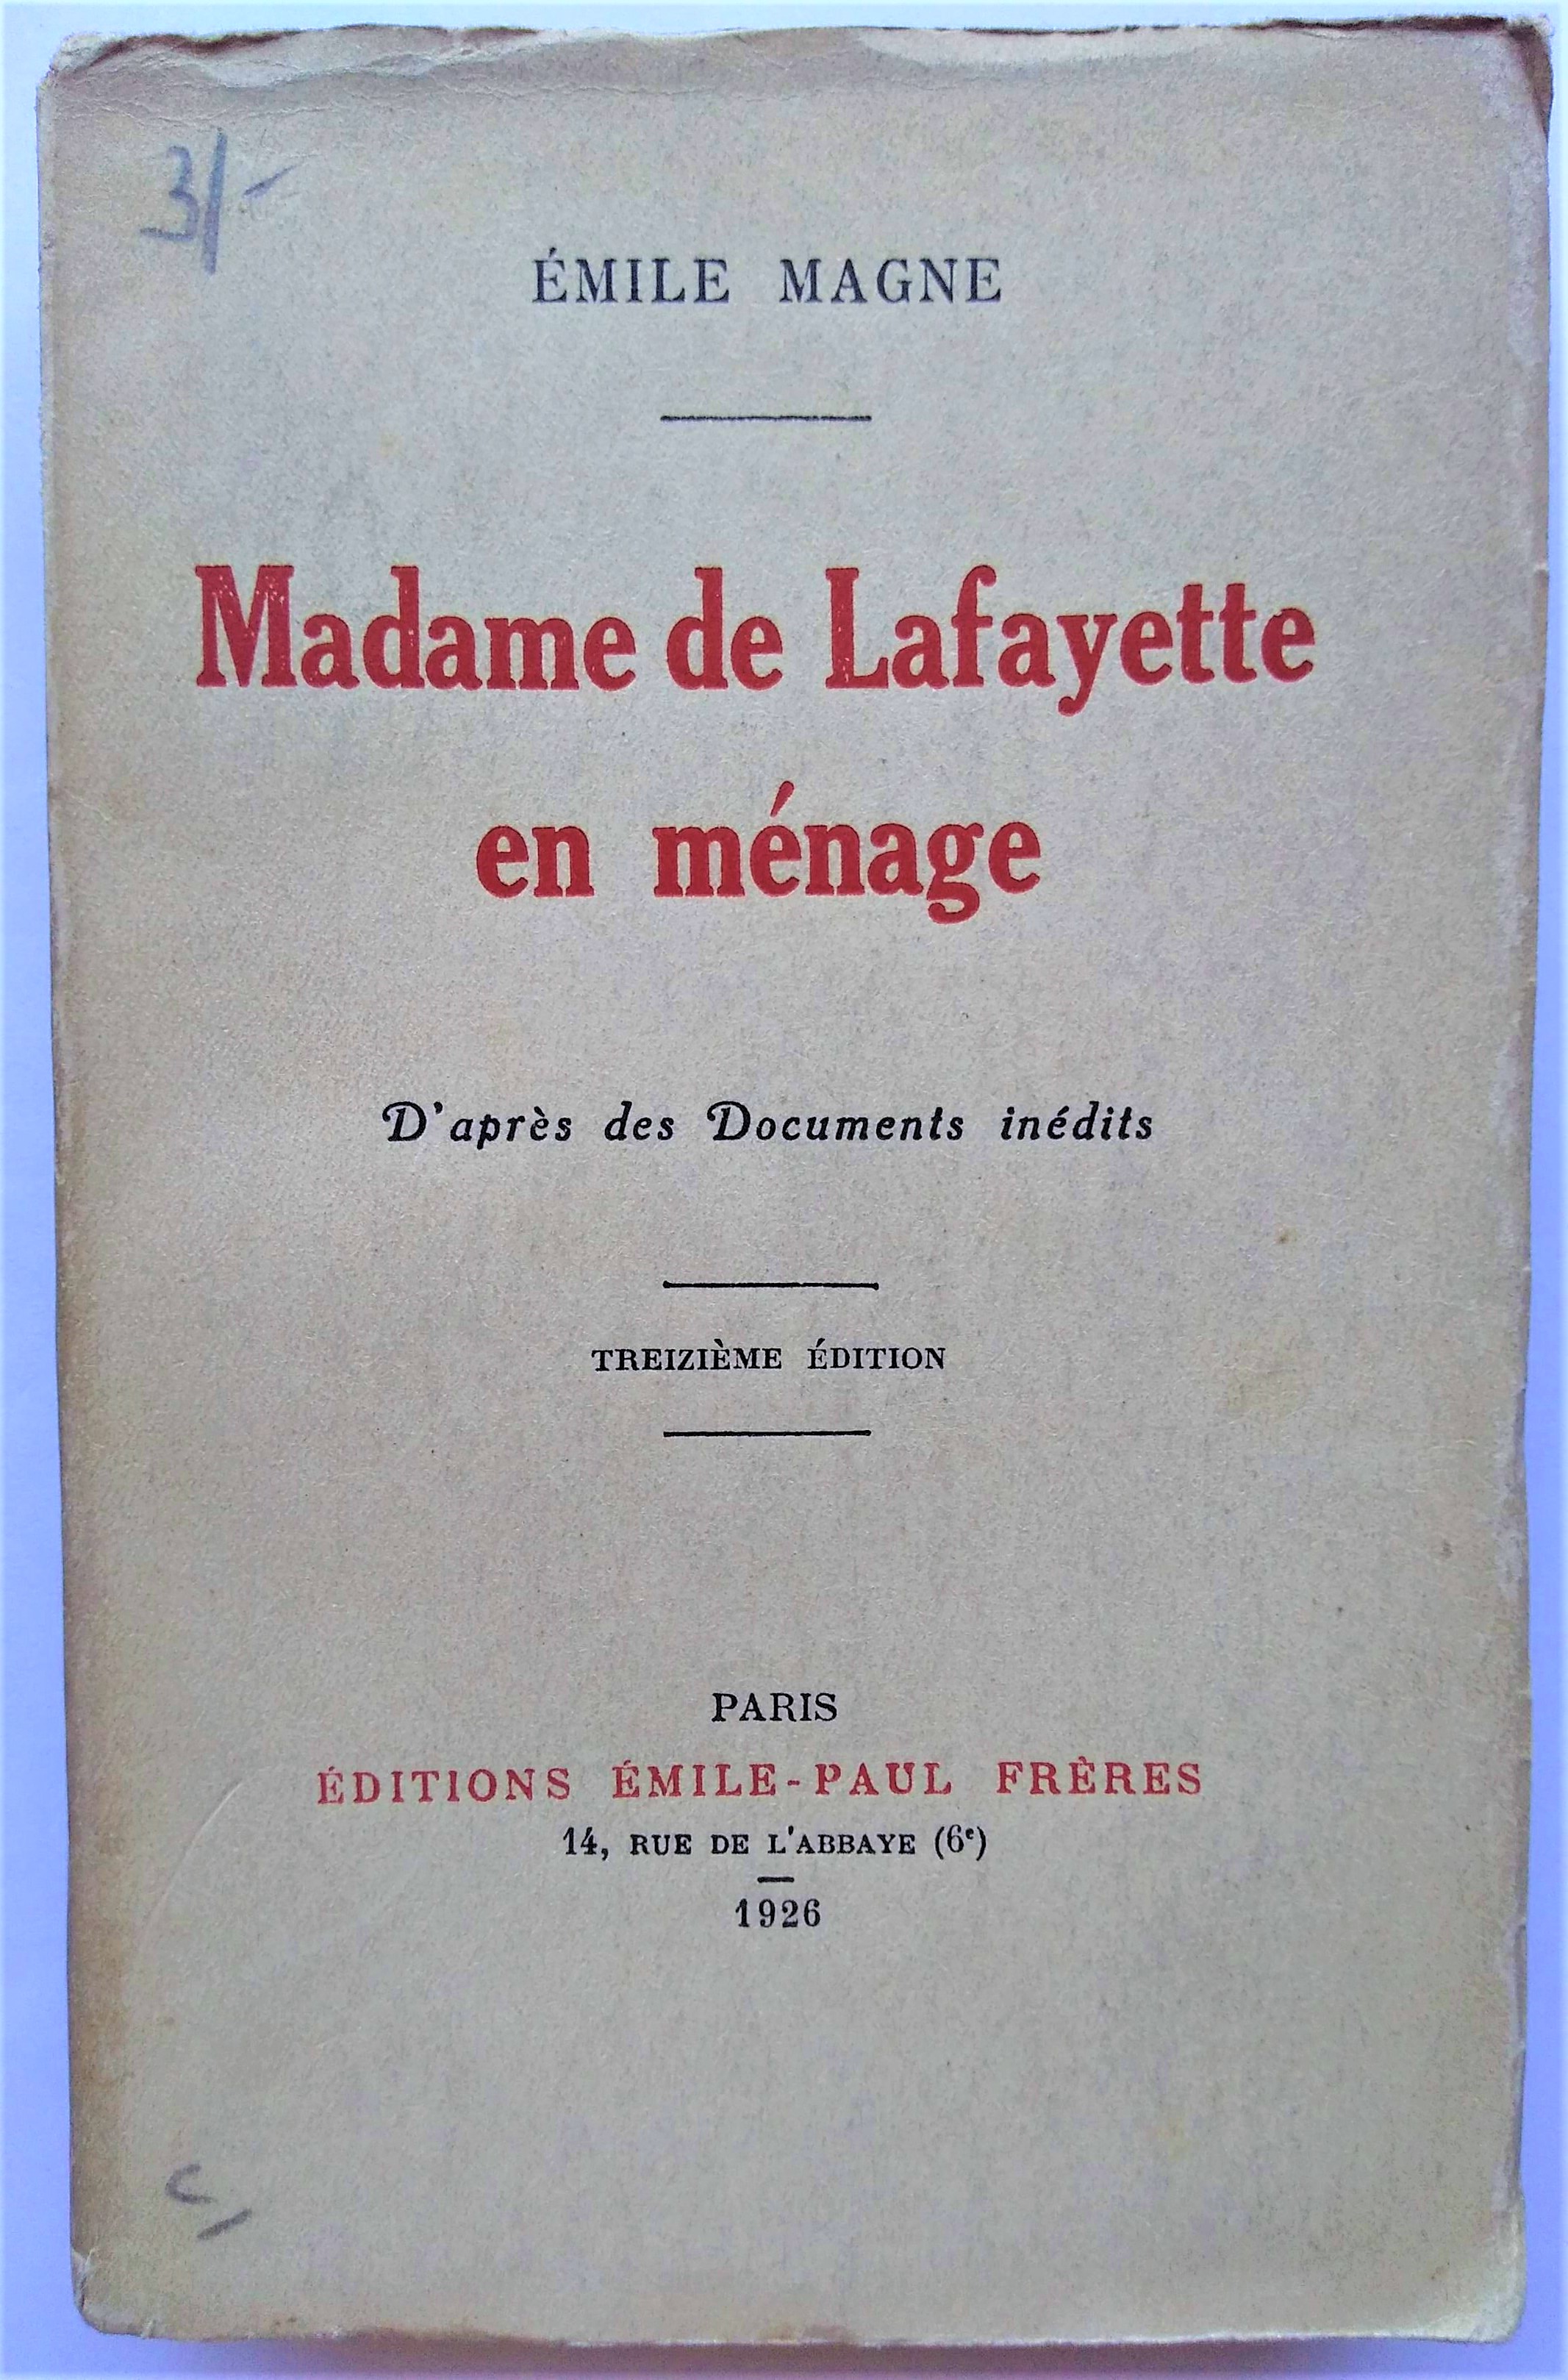 3/-
ÉMILE MAGNE
Madame de Lafayette
en ménage
D'après des Documents inédits
TREIZIÈME ÉDITION
PARIS
ÉDITIONS ÉMILE-PAUL FRÈRES
14, RUE DE L'ABBAYE (6ᵉ)
1926